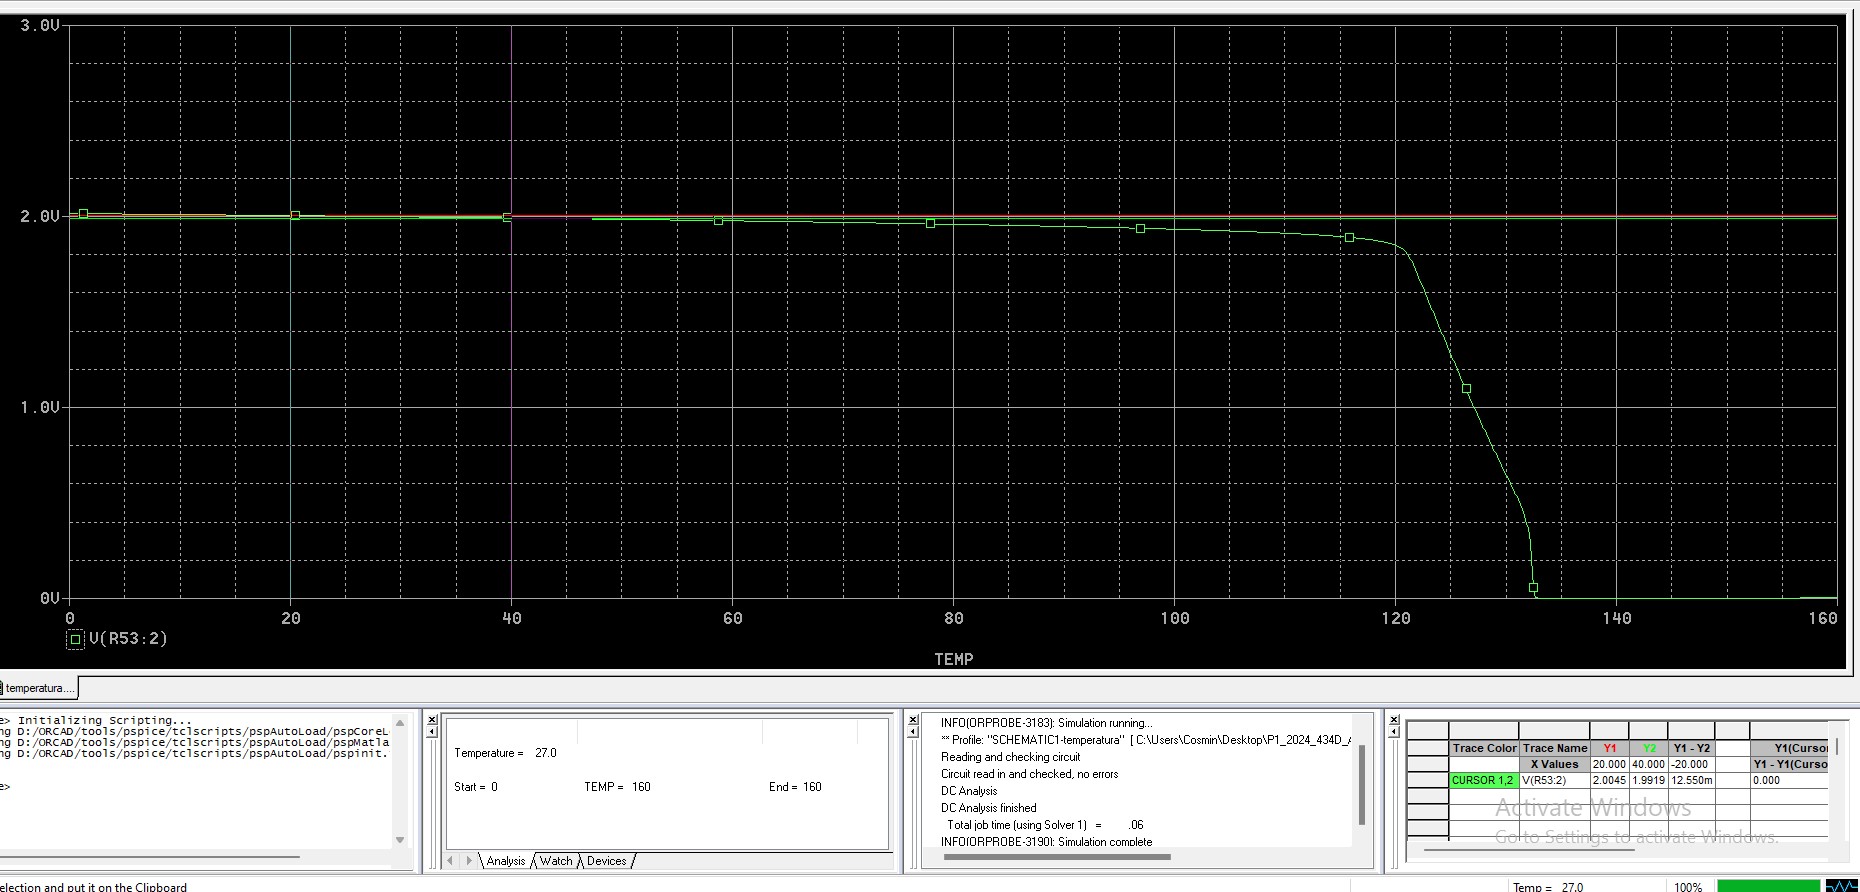 3.0V
2.0V
1.0V
0V
0 20 40 60 80 100 120 140 160
V(R53:2)
TEMP
temperatura....
e> Initializing Scripting...
ng D:/ORCAD/tools/pspice/tclscripts/pspAutoLoad/pspCoreL
ng D:/ORCAD/tools/pspice/tclscripts/pspAutoLoad/pspMatla
ng D:/ORCAD/tools/pspice/tclscripts/pspAutoLoad/pspinit.
e>
Temperature = 27.0
Start = 0 TEMP = 160 End = 160
Analysis Watch Devices
INFO(ORPROBE-3183): Simulation running...
** Profile: "SCHEMATIC1-temperatura" [ C:\Users\Cosmin\Desktop\P1_2024_434D_A
Reading and checking circuit
Circuit read in and checked, no errors
DC Analysis
DC Analysis finished
Total job time (using Solver 1) = .06
INFO(ORPROBE-3190): Simulation complete
Trace Color Trace Name Y1 Y2 Y1 - Y2 Y1(Cursor
X Values 20.000 40.000 -20.000 Y1 - Y1(Curso
CURSOR 1,2 V(R53:2) 2.0045 1.9919 12.550m 0.000
Activate Windows
Go to Settings to activate Windows.
election and put it on the Clipboard
Temp = 27.0 100%